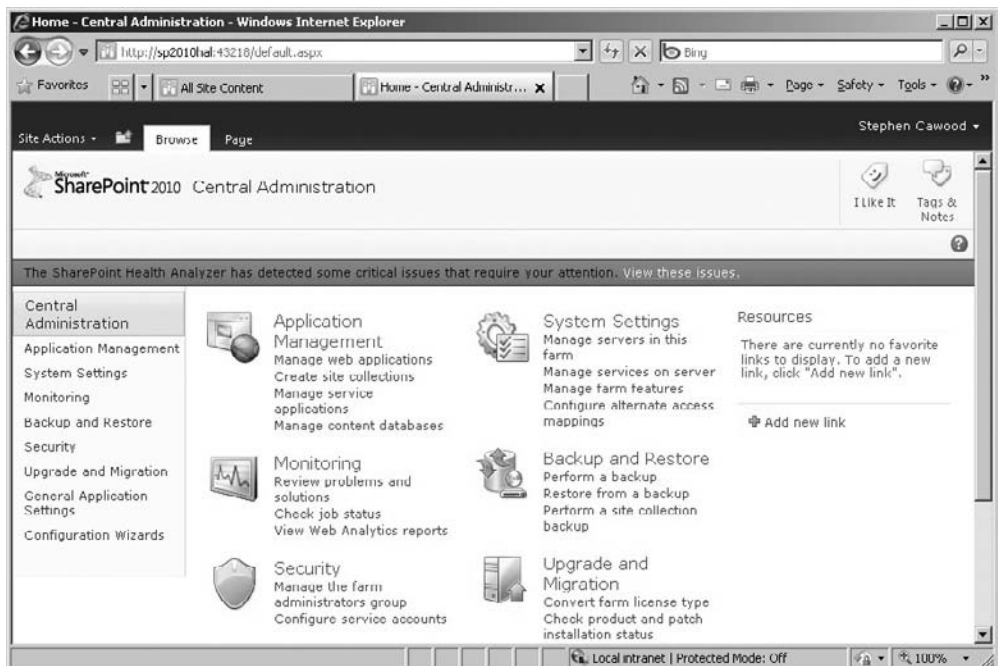 Home - Central Administration - Windows Internet Explorer
http://sp2010hal:43218/default.aspx
Bing
Favorites
All Site Content
Home - Central Administr...
Page
Safety
Tools
Site Actions
Browse
Page
Stephen Cawood
Microsoft
SharePoint 2010 Central Administration
I Like It
Tags &
Notes
The SharePoint Health Analyzer has detected some critical issues that require your attention. View these issues.
Central
Administration
Application Management
System Settings
Monitoring
Backup and Restore
Security
Upgrade and Migration
General Application
Settings
Configuration Wizards
Application
Management
Manage web applications
Create site collections
Manage service
applications
Manage content databases
System Settings
Manage servers in this
farm
Manage services on server
Manage farm features
Configure alternate access
mappings
Monitoring
Review problems and
solutions
Check job status
View Web Analytics reports
Backup and Restore
Perform a backup
Restore from a backup
Perform a site collection
backup
Security
Manage the farm
administrators group
Configure service accounts
Upgrade and
Migration
Convert farm license type
Check product and patch
installation status
Resources
There are currently no favorite
links to display. To add a new
link, click "Add new link".
Add new link
Local intranet | Protected Mode: Off
100%